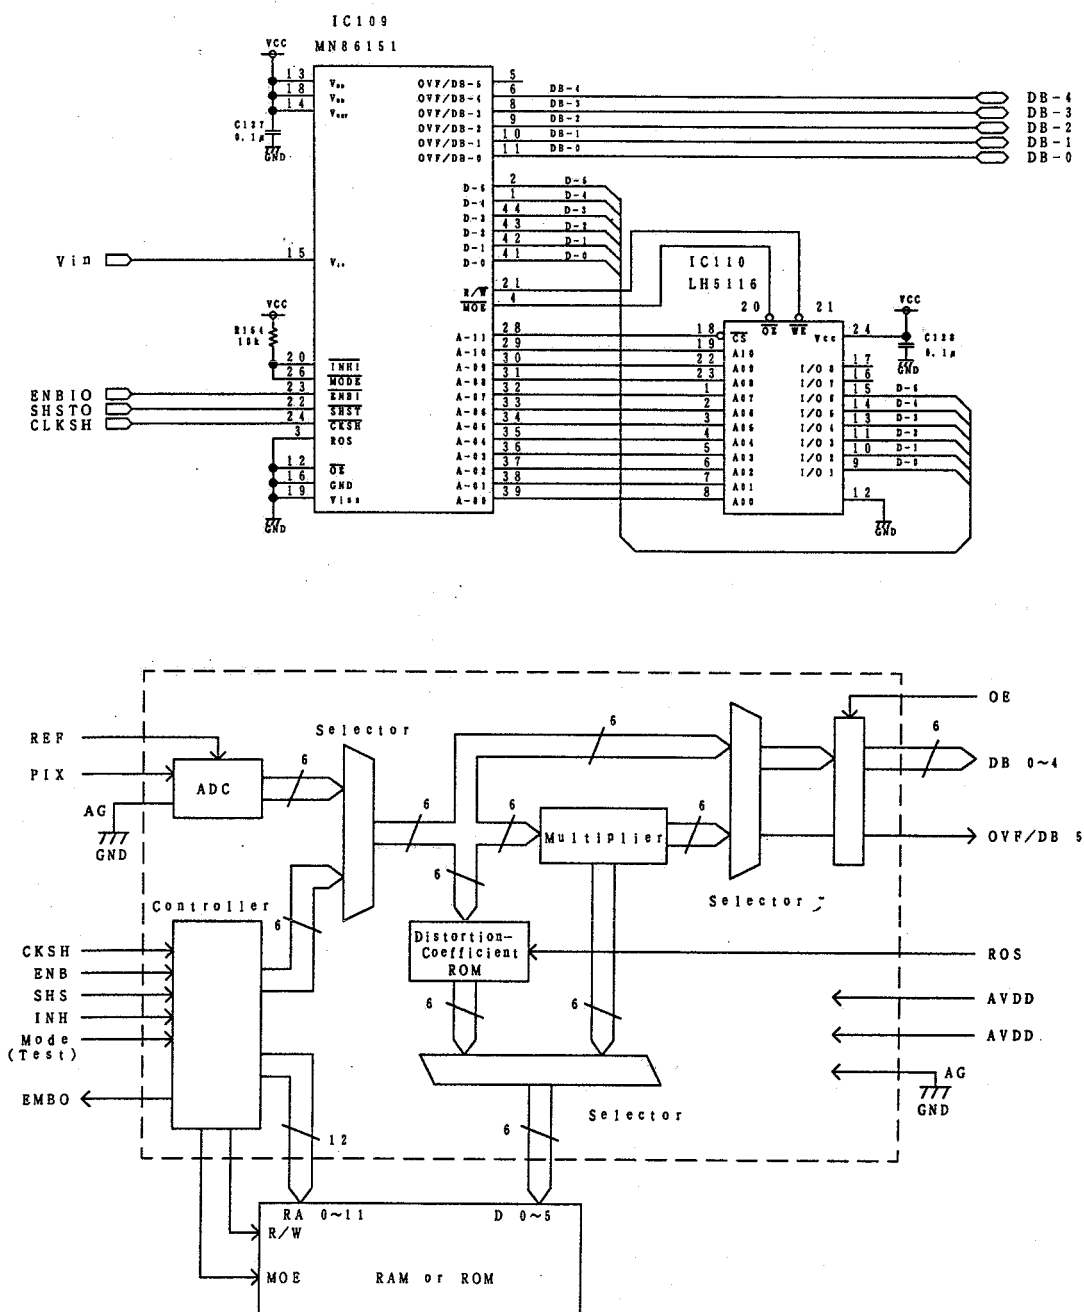 IC109
MN86151
VCC
13
18
14
C127
0.1μ
GND
OVF/DB-5
OVF/DB-4
OVF/DB-3
OVF/DB-2
OVF/DB-1
OVF/DB-0
5
6
8
9
10
11
DB-4
DB-3
DB-2
DB-1
DB-0
DB-4
DB-3
DB-2
DB-1
DB-0
D-5
D-4
D-3
D-2
D-1
D-0
2
1
44
43
42
41
D-5
D-4
D-3
D-2
D-1
D-0
Vin
15
R/W
MOE
21
4
IC110
LH5116
20
21
VCC
R164
10k
20
26
23
22
24
3
12
16
19
INHI
MODE
ENBI
SHST
CKSH
ROS
OE
GND
ENBIO
SHSTO
CLKSH
GND
A-11
A-10
A-09
A-08
A-07
A-06
A-05
A-04
A-03
A-02
A-01
A-00
28
29
30
31
32
33
34
35
36
37
38
39
18
19
22
23
1
2
3
4
5
6
7
8
CS
A10
A09
A08
A07
A06
A05
A04
A03
A02
A01
A00
OE
WE
Vcc
I/O 8
I/O 7
I/O 6
I/O 5
I/O 4
I/O 3
I/O 2
I/O 1
24
17
16
15
14
13
11
10
9
12
VCC
0.1μ
GND
D-5
D-4
D-3
D-2
D-1
D-0
GND
REF
PIX
AG
GND
ADC
6
Selector
6
6
6
6
Multiplier
6
6
OE
DB 0~4
OVF/DB 5
Selector
Controller
6
CKSH
ENB
SHS
INH
Mode
(Test)
EMBO
Distortion-
Coefficient
ROM
ROS
6
6
AVDD
AVDD
AG
GND
Selector
12
6
RA 0~11
D 0~5
R/W
MOE
RAM or ROM